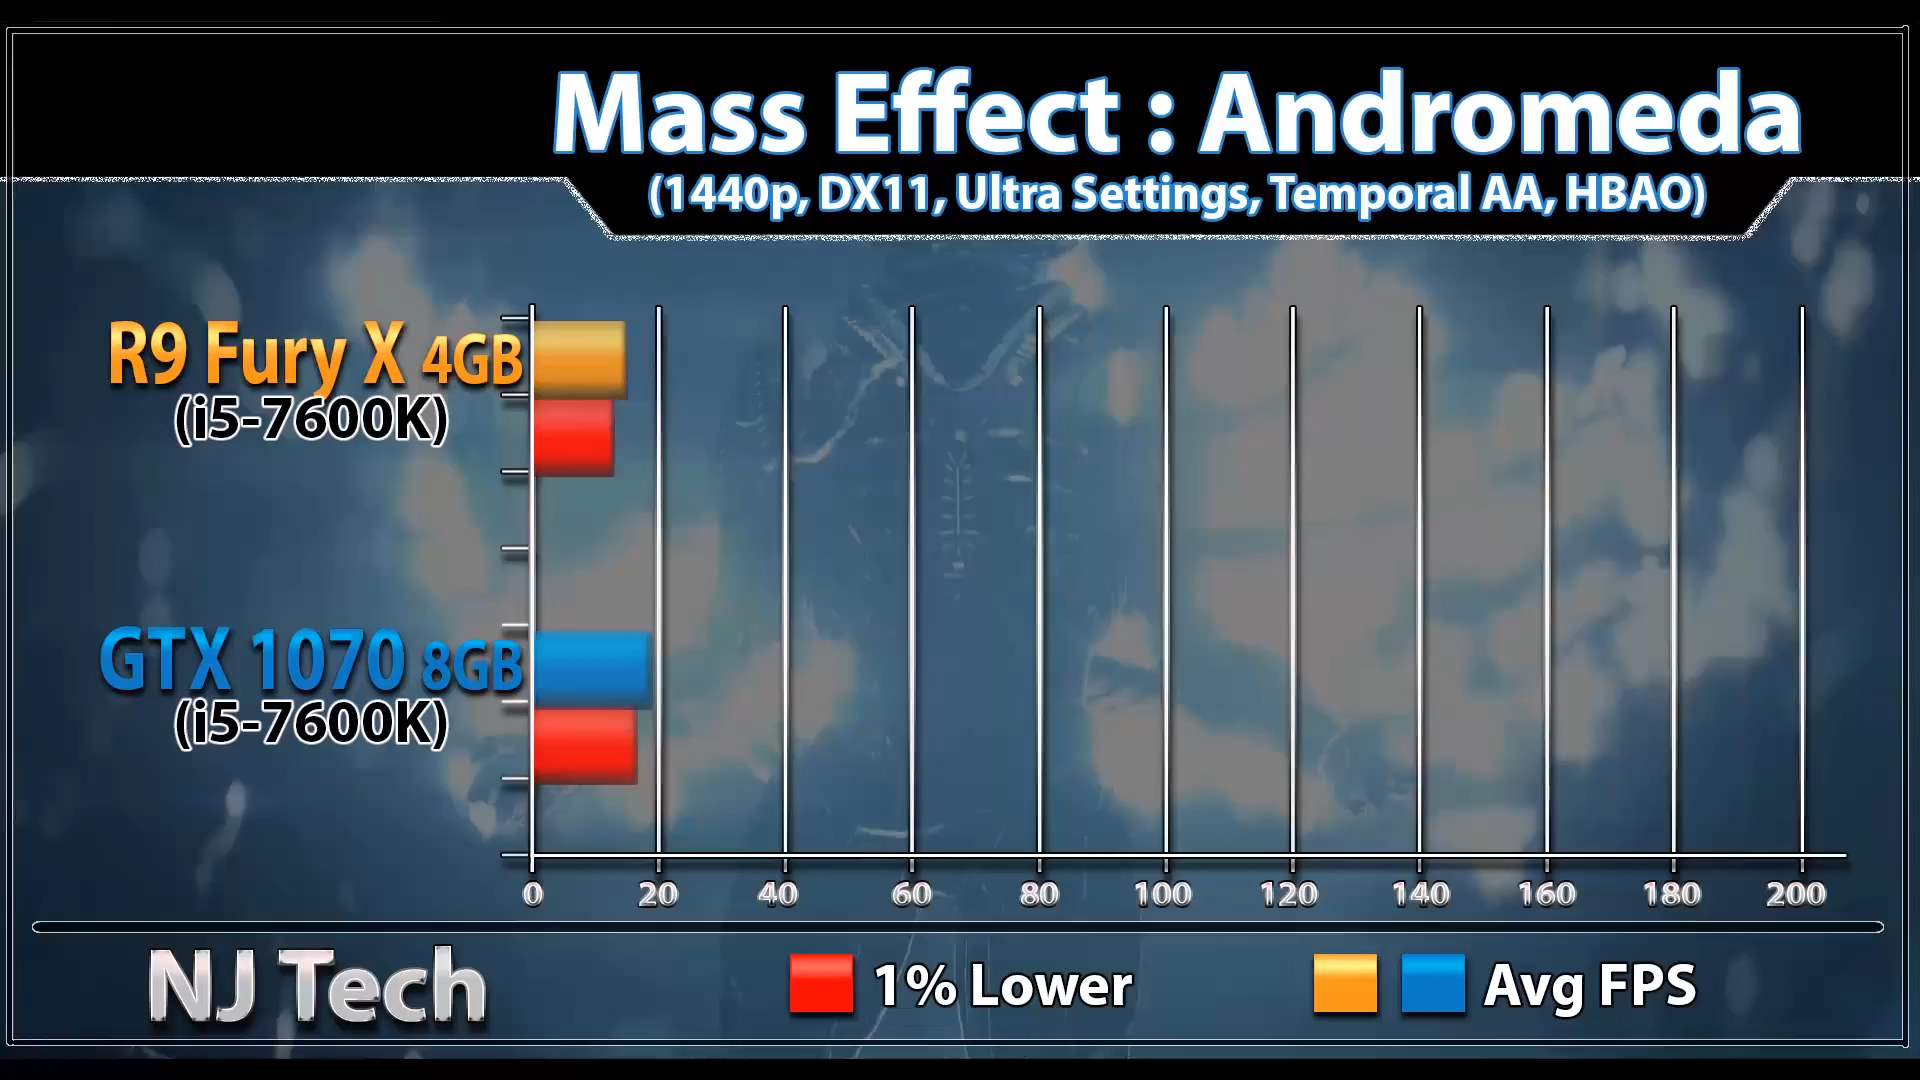 Mass Effect : Andromeda
(1440p, DX11, Ultra Settings, Temporal AA, HBAO)
R9 Fury X 4GB
(i5-7600K)
GTX 1070 8GB
(i5-7600K)
0 20 40 60 80 100 120 140 160 180 200
NJ Tech
1% Lower
Avg FPS